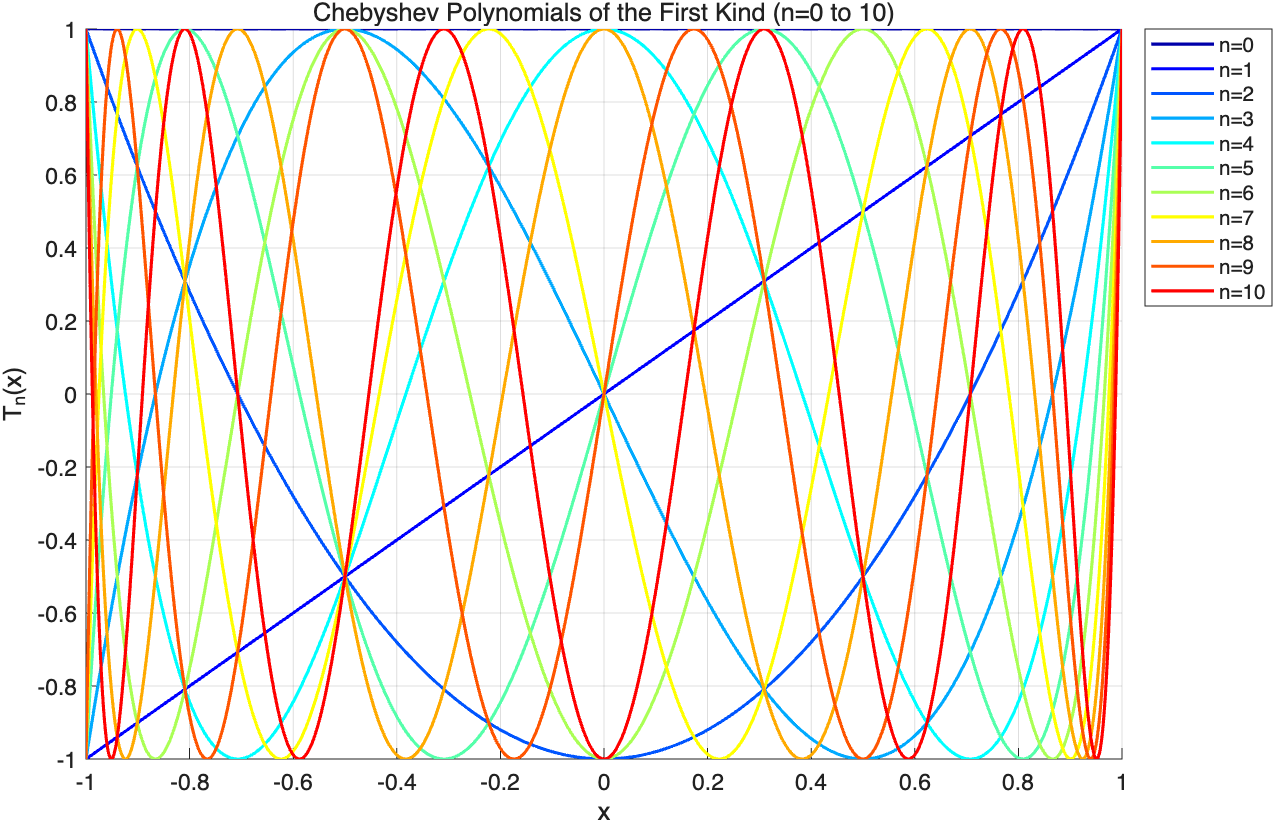 Chebyshev Polynomials of the First Kind (n=0 to 10)
1
0.8
0.6
0.4
0.2
0
-0.2
-0.4
-0.6
-0.8
-1
Tn(x)
-1
-0.8
-0.6
-0.4
-0.2
0
0.2
0.4
0.6
0.8
1
x
n=0
n=1
n=2
n=3
n=4
n=5
n=6
n=7
n=8
n=9
n=10